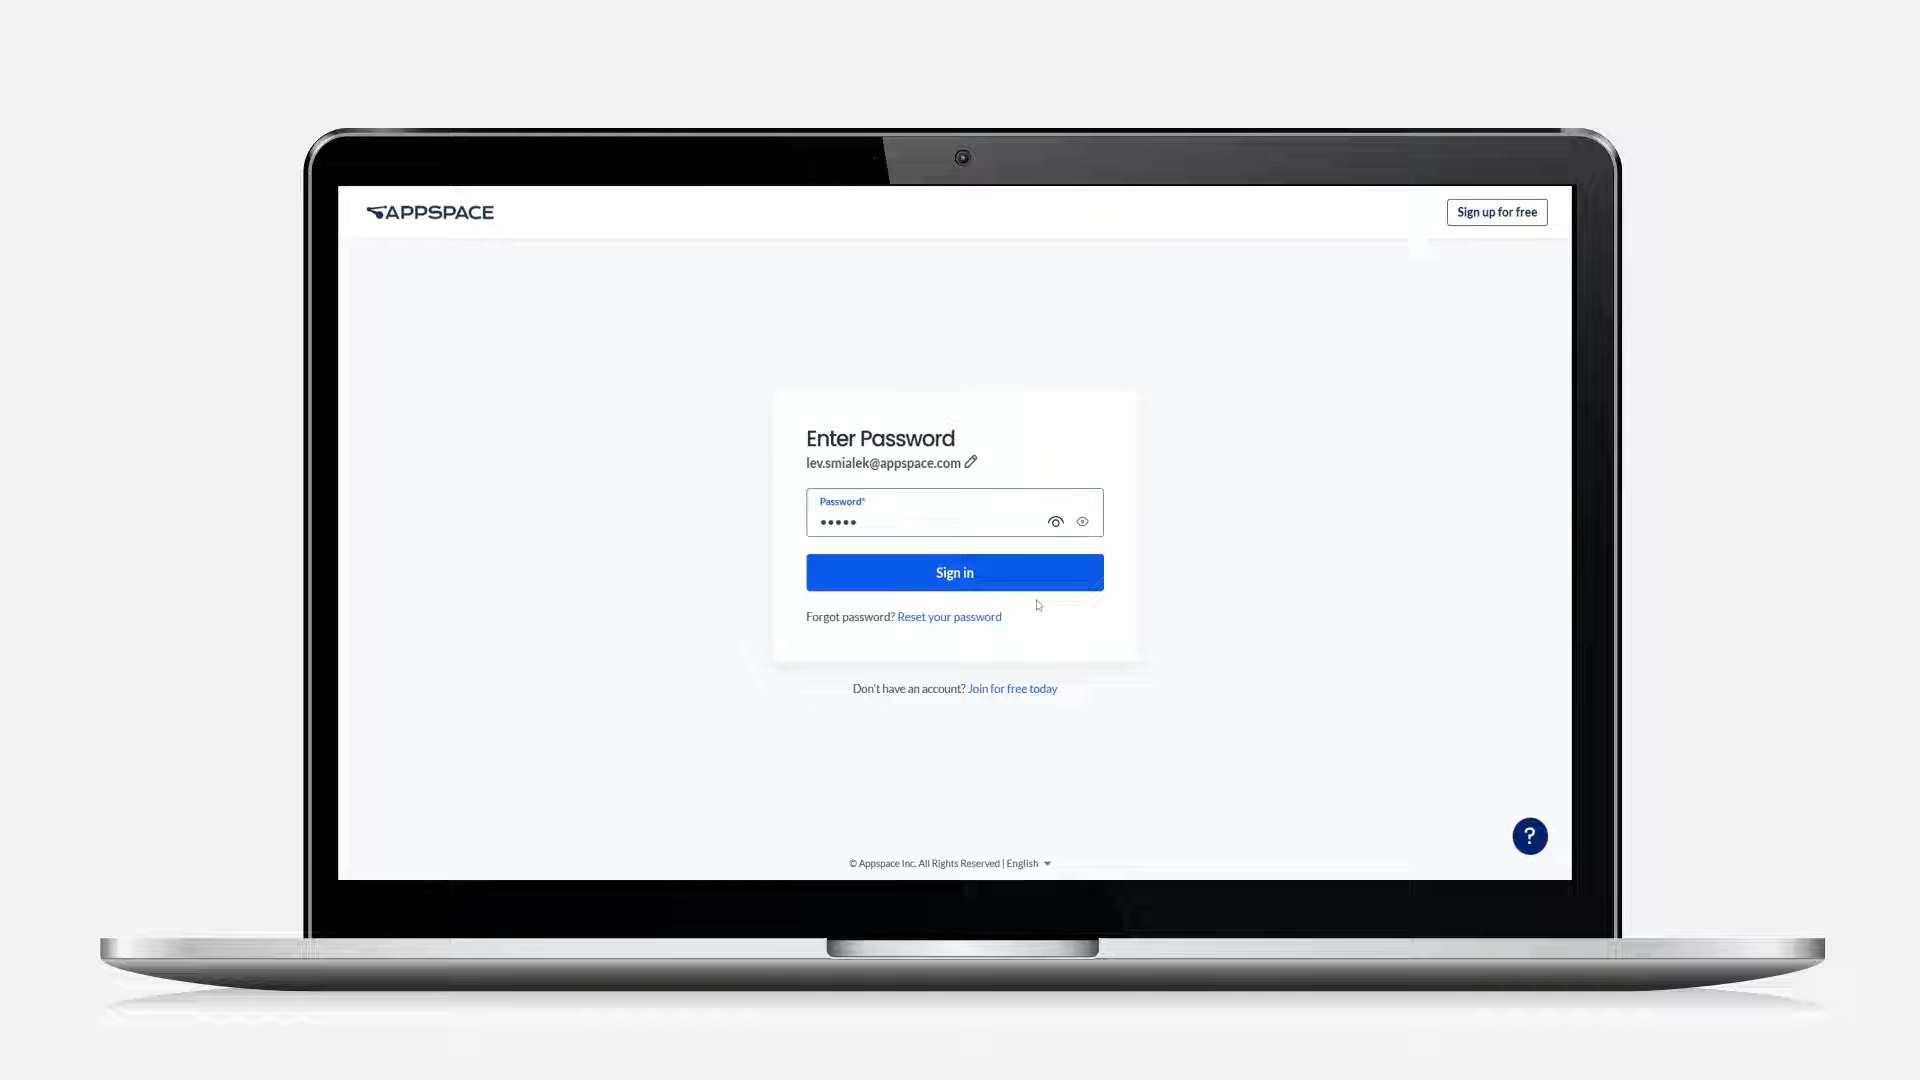 APPSPACE
Sign up for free
Enter Password
lev.smialek@appspace.com
Password*
•••••
Sign in
Forgot password? Reset your password
Don't have an account? Join for free today
?
© Appspace Inc. All Rights Reserved | English